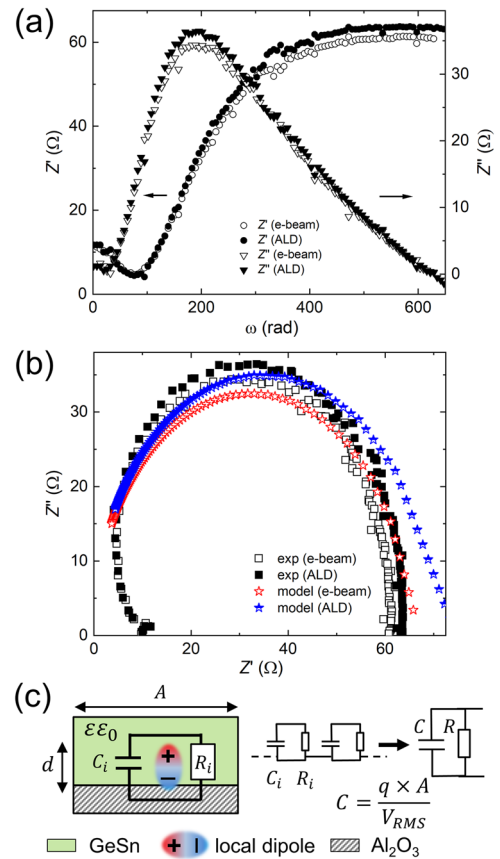 (a)
60
40
20
0
Z' (Ω)
30
20
10
0
Z'' (Ω)
Z' (e-beam)
Z' (ALD)
Z'' (e-beam)
Z'' (ALD)
0 200 400 600
ω (rad)
(b)
30
20
10
0
Z'' (Ω)
exp (e-beam)
exp (ALD)
model (e-beam)
model (ALD)
0 20 40 60
Z' (Ω)
(c)
A
εε₀
d
Cᵢ
+
−
Rᵢ
Cᵢ Rᵢ
C R
C = q × A / V_RMS
GeSn
+ I local dipole
Al₂O₃